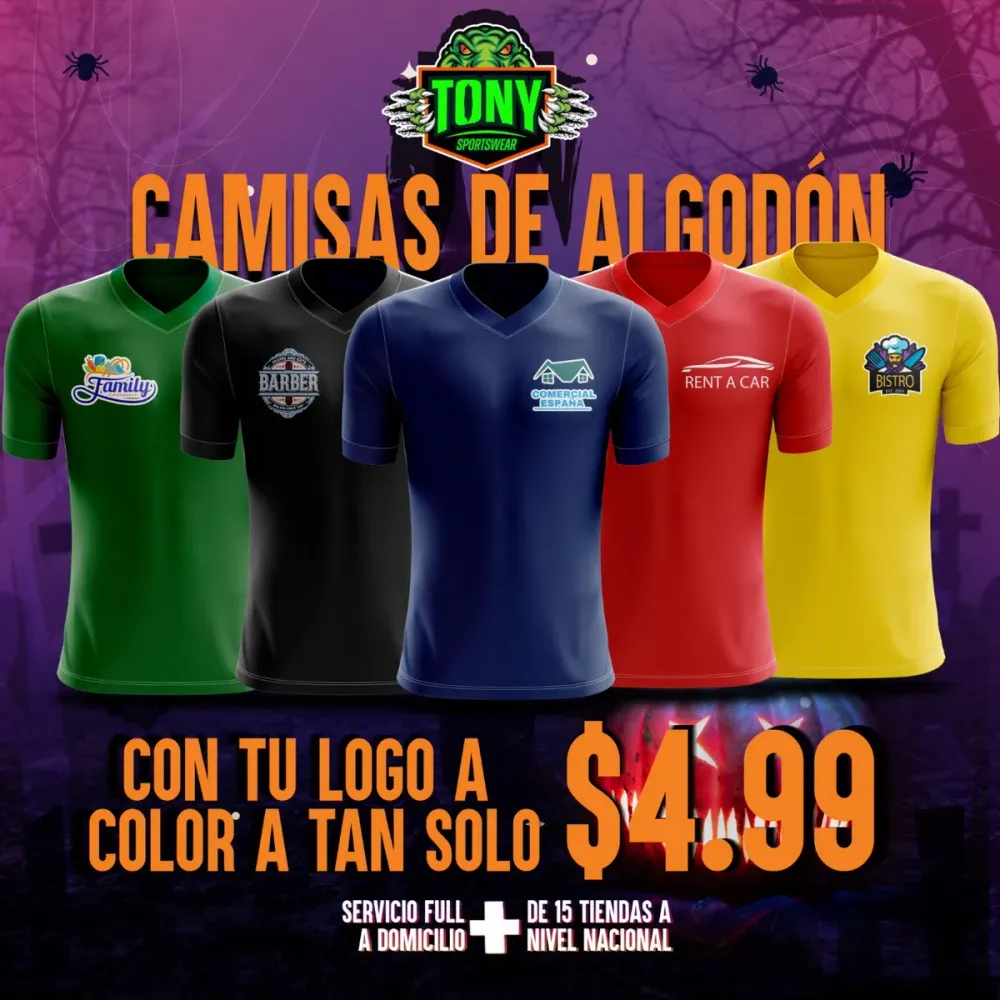 TONY
SPORTSWEAR
CAMISAS DE ALGODÓN
Family
BARBER
COMERCIAL
ESPAÑA
RENT A CAR
BISTRO
CON TU LOGO A
COLOR A TAN SOLO
$4.99
SERVICIO FULL
A DOMICILIO
+ DE 15 TIENDAS A
NIVEL NACIONAL